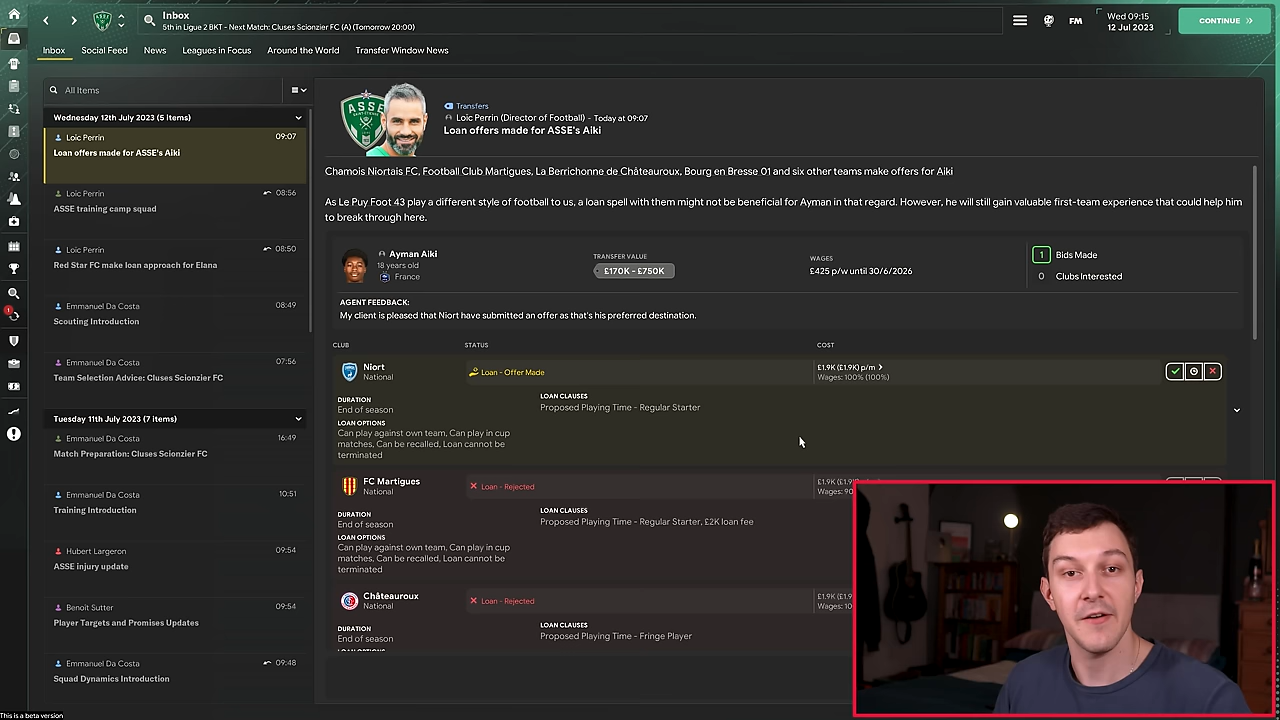 Inbox
5th in Ligue 2 BKT - Next Match: Cluses Scionzier FC (A) (Tomorrow 20:00)
FM
Wed 09:15
12 Jul 2023
CONTINUE
Inbox
Social Feed
News
Leagues in Focus
Around the World
Transfer Window News
All Items
Wednesday 12th July 2023 (5 items)
Loïc Perrin
09:07
Loan offers made for ASSE's Aiki
Loïc Perrin
08:56
ASSE training camp squad
Loïc Perrin
08:50
Red Star FC make loan approach for Elana
Emmanuel Da Costa
08:49
Scouting Introduction
Emmanuel Da Costa
07:56
Team Selection Advice: Cluses Scionzier FC
Tuesday 11th July 2023 (7 items)
Emmanuel Da Costa
16:49
Match Preparation: Cluses Scionzier FC
Emmanuel Da Costa
10:51
Training Introduction
Hubert Largeron
09:54
ASSE injury update
Benoît Sutter
09:54
Player Targets and Promises Updates
Emmanuel Da Costa
09:48
Squad Dynamics Introduction
1
This is a beta version
ASSE
Transfers
Loïc Perrin (Director of Football) - Today at 09:07
Loan offers made for ASSE's Aiki
Chamois Niortais FC, Football Club Martigues, La Berrichonne de Châteauroux, Bourg en Bresse 01 and six other teams make offers for Aiki
As Le Puy Foot 43 play a different style of football to us, a loan spell with them might not be beneficial for Ayman in that regard. However, he will still gain valuable first-team experience that could help him
to break through here.
Ayman Aiki
18 years old
France
TRANSFER VALUE
£170K - £750K
WAGES
£425 p/w until 30/6/2026
1 Bids Made
0 Clubs Interested
AGENT FEEDBACK:
My client is pleased that Niort have submitted an offer as that's his preferred destination.
CLUB
STATUS
COST
Niort
National
Loan - Offer Made
£1.9K (£1.9K) p/m
Wages: 100% (100%)
DURATION
End of season
LOAN OPTIONS
Can play against own team, Can play in cup
matches, Can be recalled, Loan cannot be
terminated
LOAN CLAUSES
Proposed Playing Time - Regular Starter
FC Martigues
National
Loan - Rejected
Wages: 90
DURATION
End of season
LOAN OPTIONS
Can play against own team, Can play in cup
matches, Can be recalled, Loan cannot be
terminated
LOAN CLAUSES
Proposed Playing Time - Regular Starter, £2K loan fee
Châteauroux
National
Loan - Rejected
£1.9K (£1.9
Wages: 10
DURATION
End of season
LOAN CLAUSES
Proposed Playing Time - Fringe Player